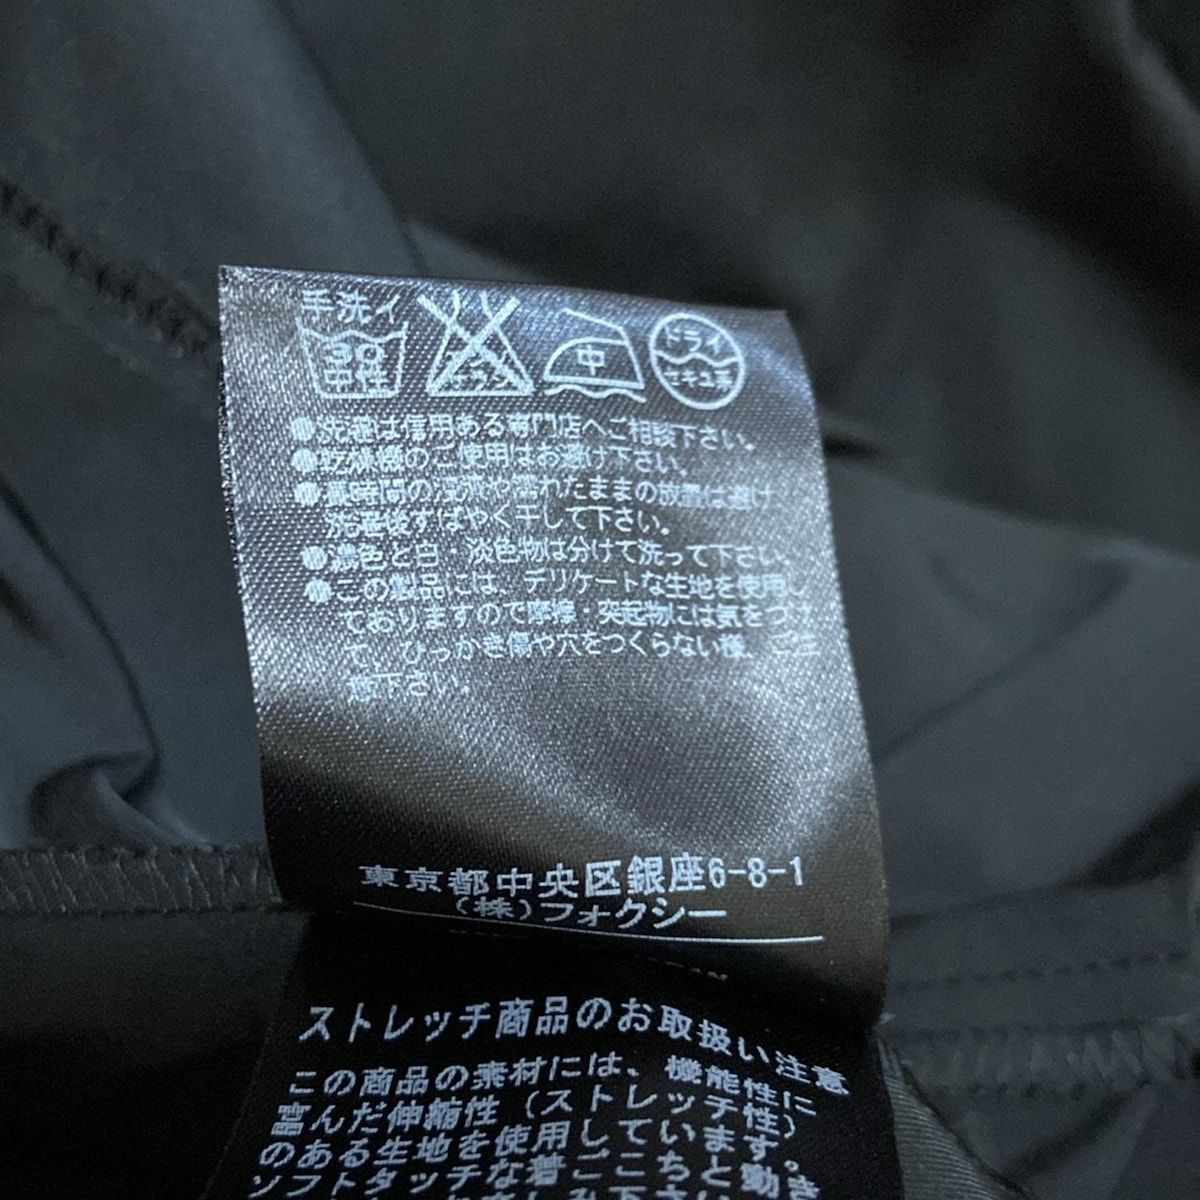 手洗イ
30
中性
エンソ
サラシ
中
ドライ
セキユ系
●洗濯は信用ある専門店へご相談下さい。
●乾燥機のご使用はお避け下さい。
●長時間の浸漬や濡れたままの放置は避け
洗濯後すばやく干して下さい。
●濃色と白・淡色物は分けて洗って下さい。
●この製品には、デリケートな生地を使用し
ておりますので摩擦・突起物には気をつけ
て、ひっかき傷や穴をつくらない様、ご注
意下さい。
東京都中央区銀座6-8-1
(株)フォクシー
ストレッチ商品のお取扱い注意
この商品の素材には、機能性に
富んだ伸縮性(ストレッチ性)
のある生地を使用しています。
ソフトタッチな着ごこちと動き